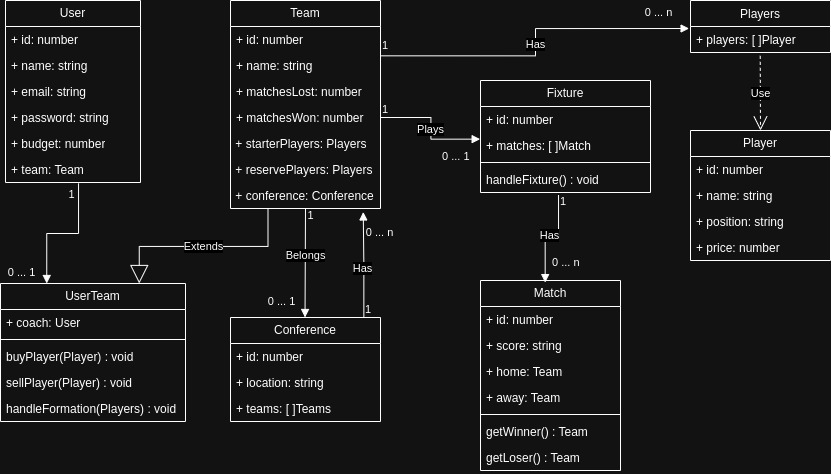 User
+ id: number
+ name: string
+ email: string
+ password: string
+ budget: number
+ team: Team
Team
+ id: number
+ name: string
+ matchesLost: number
+ matchesWon: number
+ starterPlayers: Players
+ reservePlayers: Players
+ conference: Conference
1
Has
0 ... n
Players
+ players: [ ]Player
Use
Player
+ id: number
+ name: string
+ position: string
+ price: number
1
Plays
0 ... 1
Fixture
+ id: number
+ matches: [ ]Match
handleFixture() : void
1
Has
0 ... n
Match
+ id: number
+ score: string
+ home: Team
+ away: Team
getWinner() : Team
getLoser() : Team
1
0 ... 1
Extends
UserTeam
+ coach: User
buyPlayer(Player) : void
sellPlayer(Player) : void
handleFormation(Players) : void
1
Belongs
0 ... 1
0 ... n
Has
1
Conference
+ id: number
+ location: string
+ teams: [ ]Teams